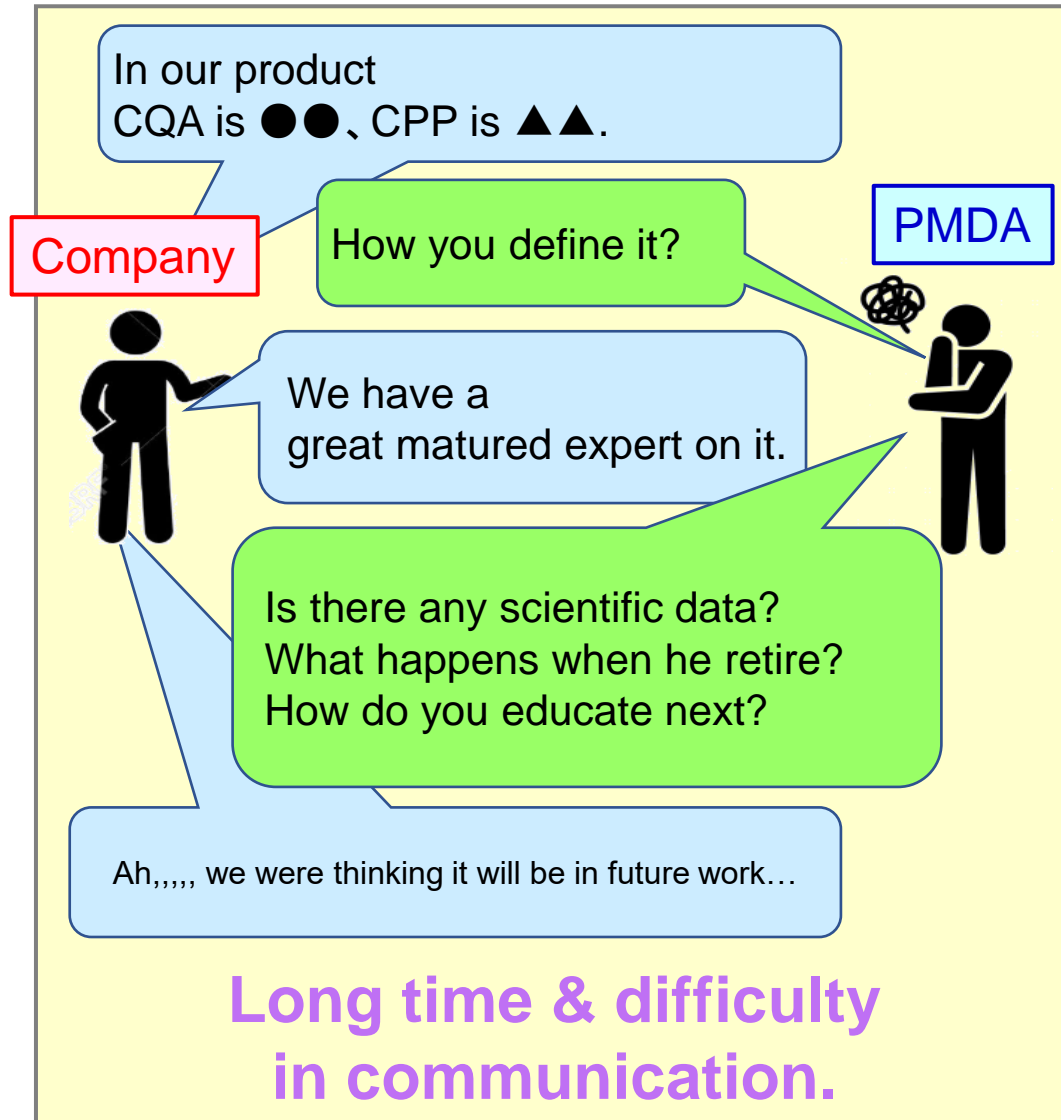 In our product
CQA is ●●、CPP is ▲▲.
Company
How you define it?
PMDA
We have a
great matured expert on it.
Is there any scientific data?
What happens when he retire?
How do you educate next?
Ah,,,,, we were thinking it will be in future work…
Long time & difficulty
in communication.